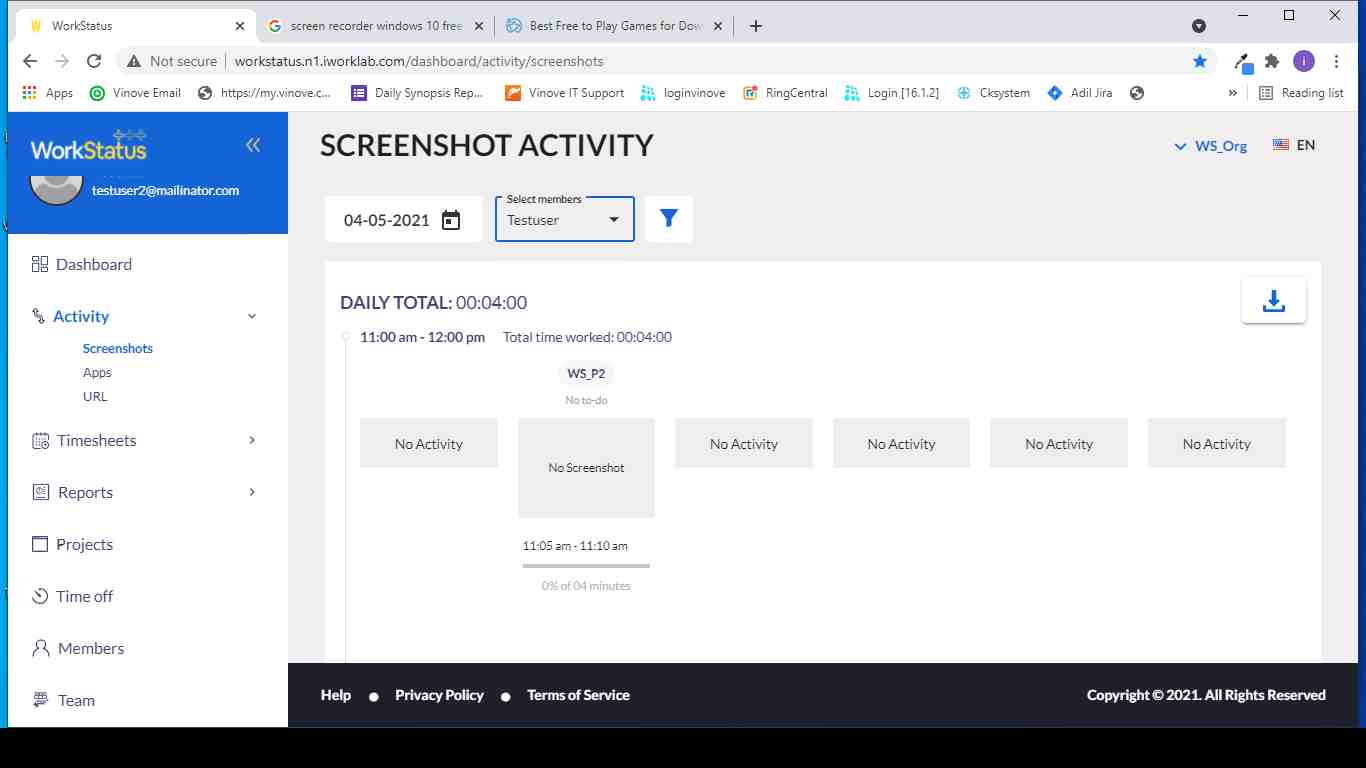 WorkStatus
screen recorder windows 10 free
Best Free to Play Games for Dow
Not secure
workstatus.n1.iworklab.com/dashboard/activity/screenshots
i
Apps
Vinove Email
https://my.vinove.c...
Daily Synopsis Rep...
Vinove IT Support
loginvinove
RingCentral
Login [16.1.2]
Cksystem
Adil Jira
»
Reading list
WorkStatus
testuser2@mailinator.com
Dashboard
Activity
Screenshots
Apps
URL
Timesheets
Reports
Projects
Time off
Members
Team
SCREENSHOT ACTIVITY
WS_Org
EN
04-05-2021
Select members
Testuser
DAILY TOTAL: 00:04:00
11:00 am - 12:00 pm
Total time worked: 00:04:00
WS_P2
No to-do
No Activity
No Screenshot
No Activity
No Activity
No Activity
No Activity
11:05 am - 11:10 am
0% of 04 minutes
Help
Privacy Policy
Terms of Service
Copyright © 2021. All Rights Reserved